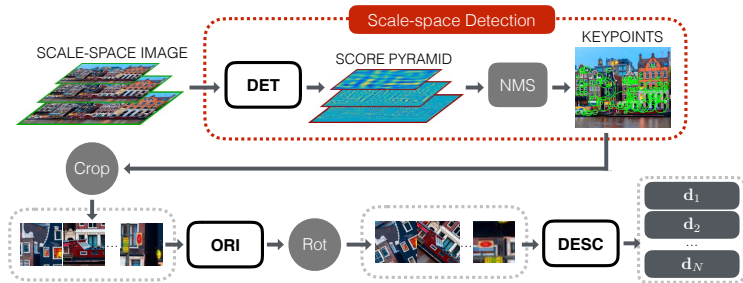 Scale-space Detection
SCALE-SPACE IMAGE
DET
SCORE PYRAMID
NMS
KEYPOINTS
Crop
...
ORI
Rot
...
DESC
d1
d2
...
dN